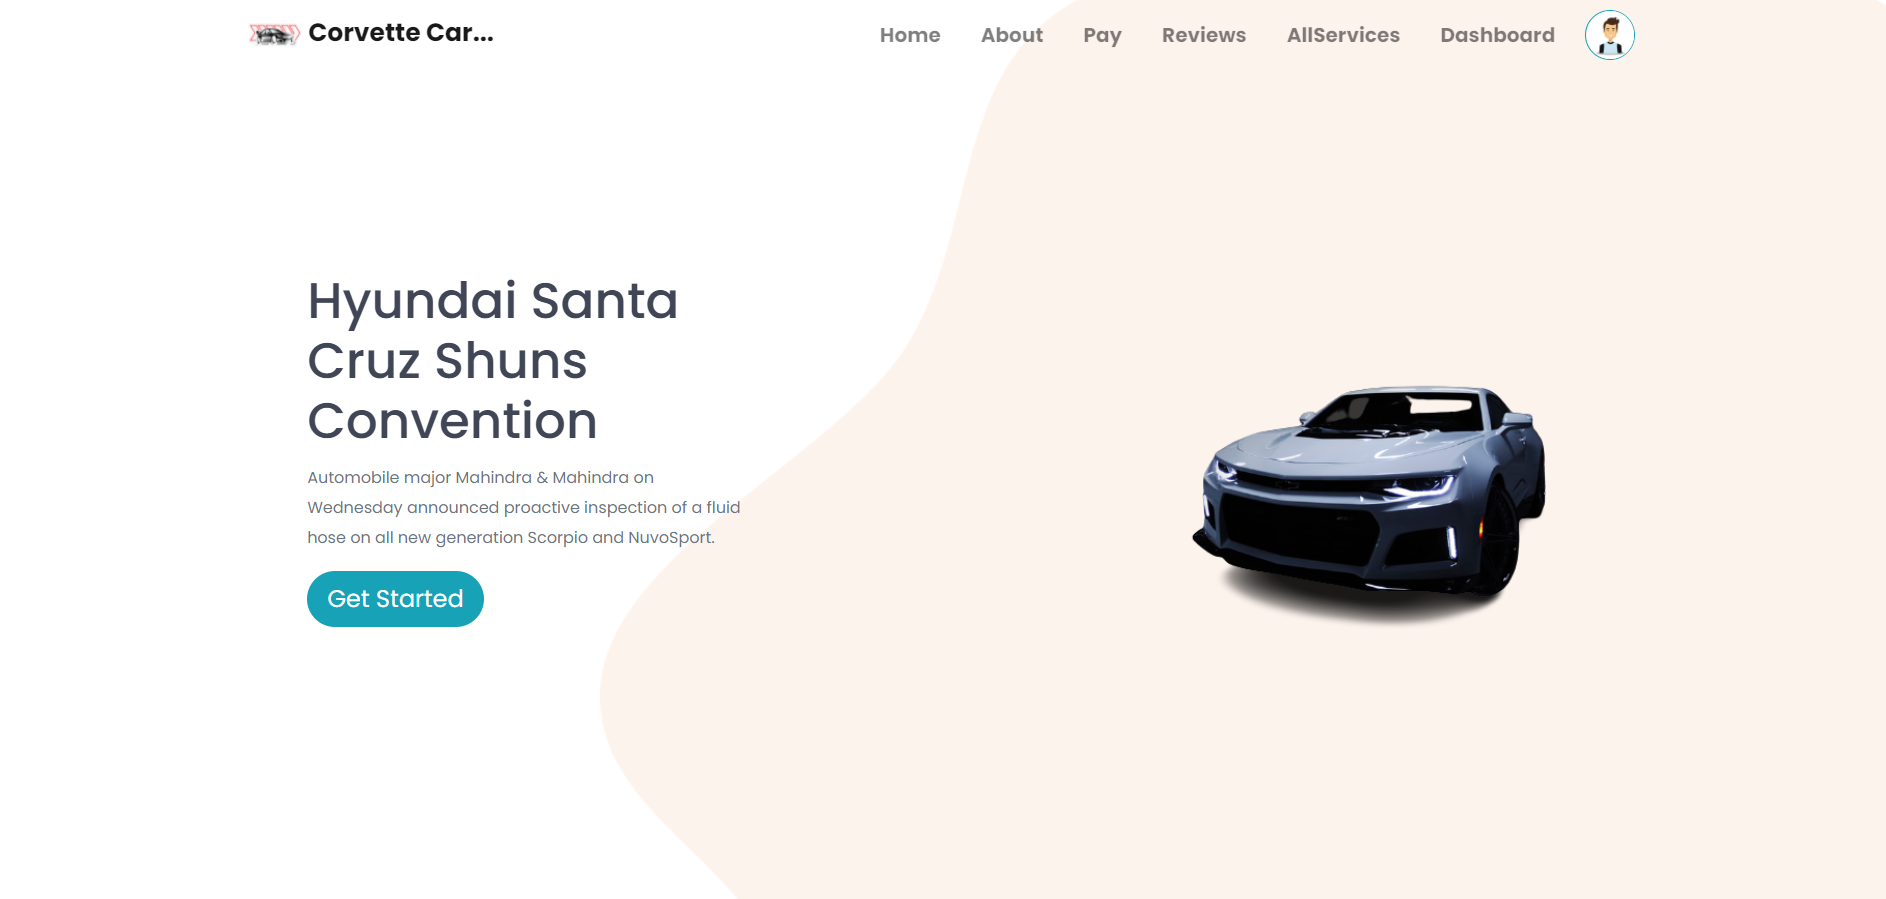 Corvette Car...
Home About Pay Reviews AllServices Dashboard
Hyundai Santa
Cruz Shuns
Convention
Automobile major Mahindra & Mahindra on
Wednesday announced proactive inspection of a fluid
hose on all new generation Scorpio and NuvoSport.
Get Started